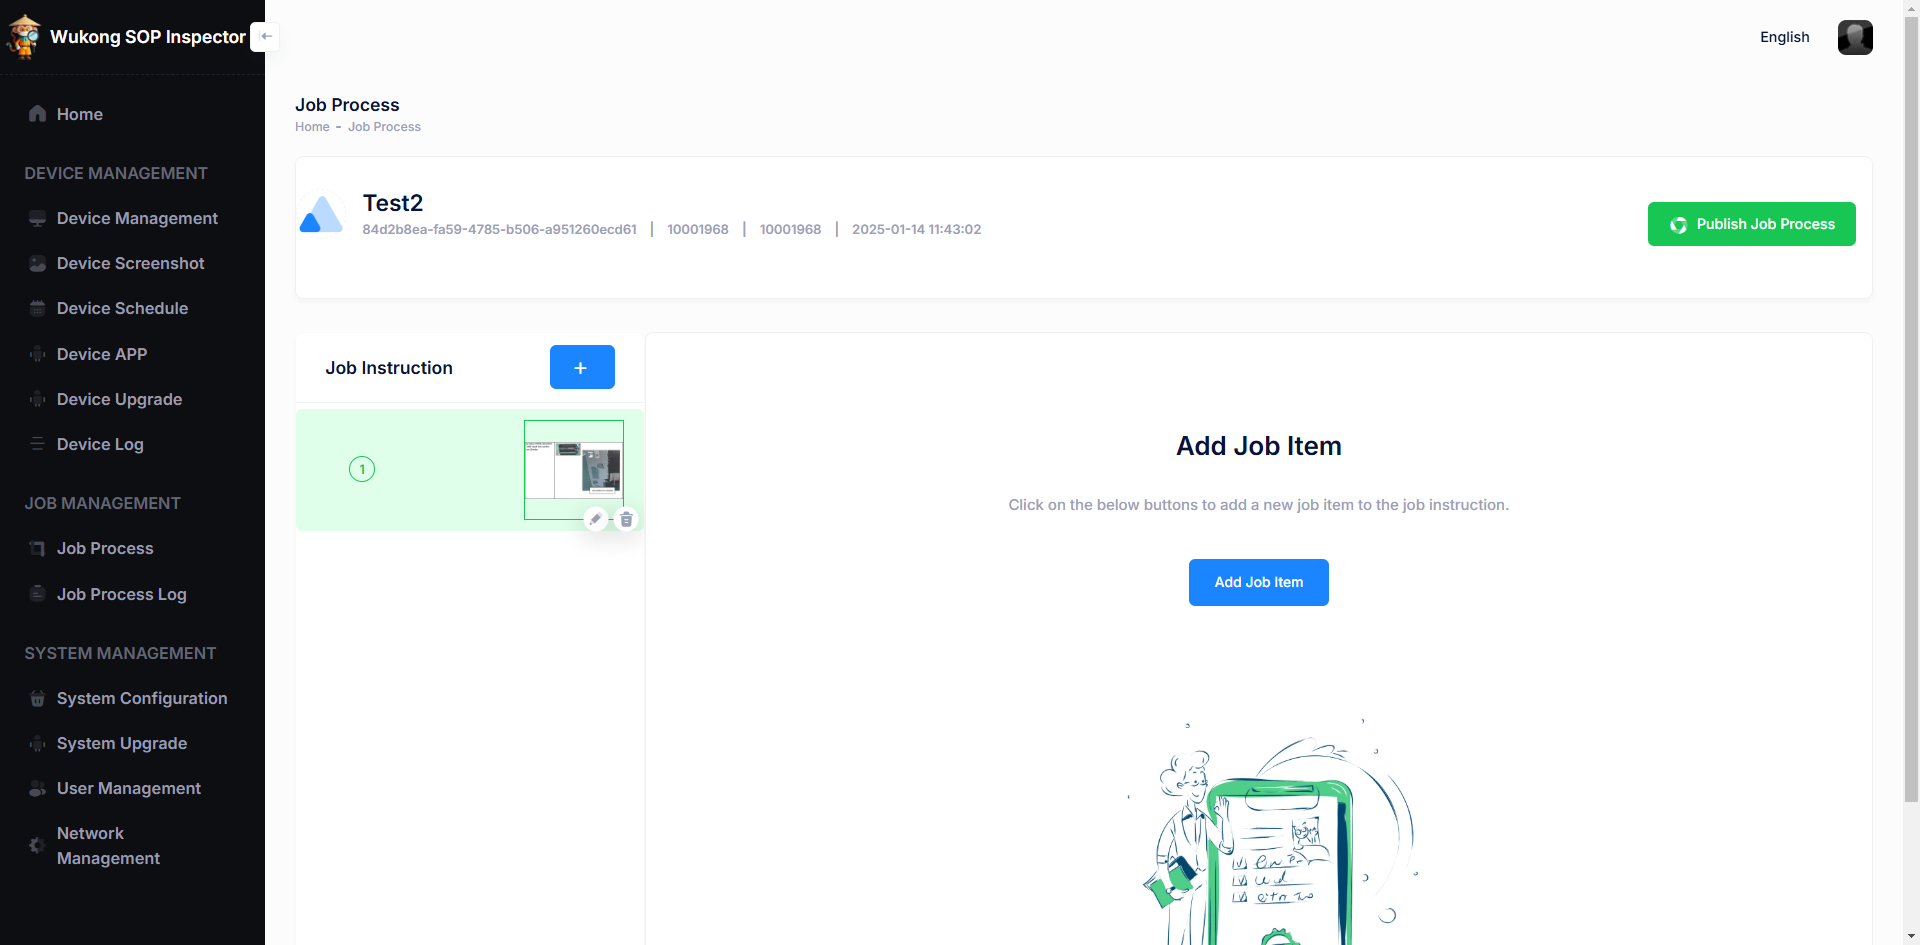 Wukong SOP Inspector
English
Home
DEVICE MANAGEMENT
Device Management
Device Screenshot
Device Schedule
Device APP
Device Upgrade
Device Log
JOB MANAGEMENT
Job Process
Job Process Log
SYSTEM MANAGEMENT
System Configuration
System Upgrade
User Management
Network
Management
Job Process
Home - Job Process
Test2
84d2b8ea-fa59-4785-b506-a951260ecd61 | 10001968 | 10001968 | 2025-01-14 11:43:02
Publish Job Process
Job Instruction
+
1
Add Job Item
Click on the below buttons to add a new job item to the job instruction.
Add Job Item